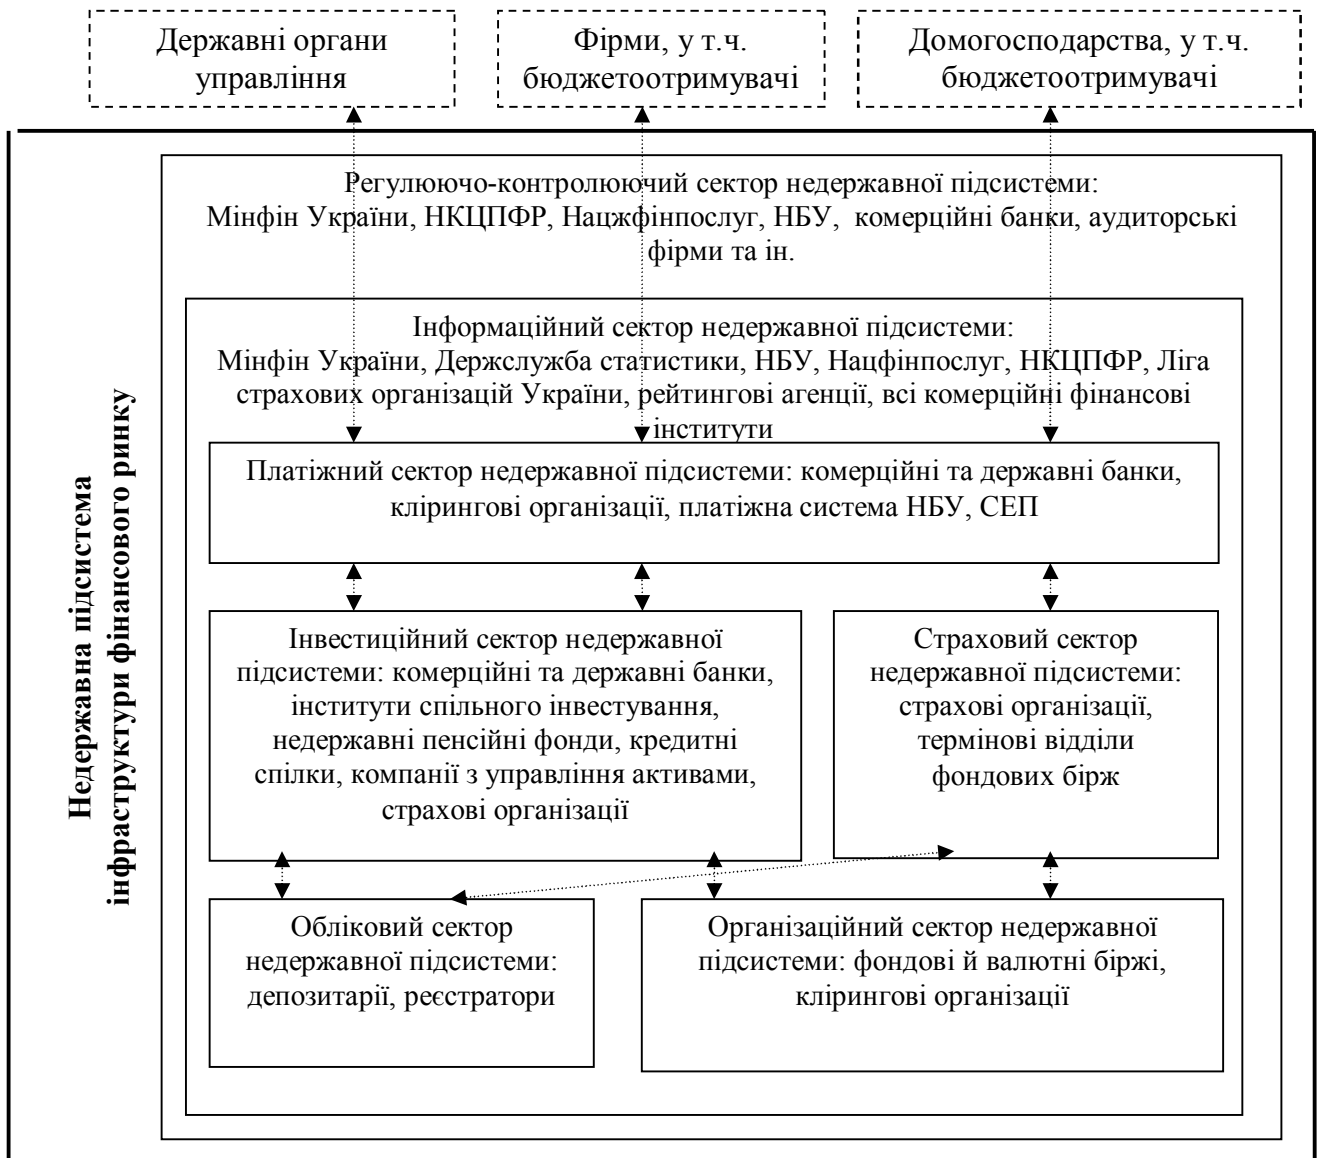 Державні органи
управління
Фірми, у т.ч.
бюджетоотримувачі
Домогосподарства, у т.ч.
бюджетоотримувачі
Недержавна підсистема
інфраструктури фінансового ринку
Регулюючо-контролюючий сектор недержавної підсистеми:
Мінфін України, НКЦПФР, Нацжфінпослуг, НБУ, комерційні банки, аудиторські
фірми та ін.
Інформаційний сектор недержавної підсистеми:
Мінфін України, Держслужба статистики, НБУ, Нацфінпослуг, НКЦПФР, Ліга
страхових організацій України, рейтингові агенції, всі комерційні фінансові
інститути
Платіжний сектор недержавної підсистеми: комерційні та державні банки,
клірингові організації, платіжна система НБУ, СЕП
Інвестиційний сектор недержавної
підсистеми: комерційні та державні банки,
інститути спільного інвестування,
недержавні пенсійні фонди, кредитні
спілки, компанії з управління активами,
страхові організації
Страховий сектор
недержавної підсистеми:
страхові організації,
термінові відділи
фондових бірж
Обліковий сектор
недержавної підсистеми:
депозитарії, реєстратори
Організаційний сектор недержавної
підсистеми: фондові й валютні біржі,
клірингові організації